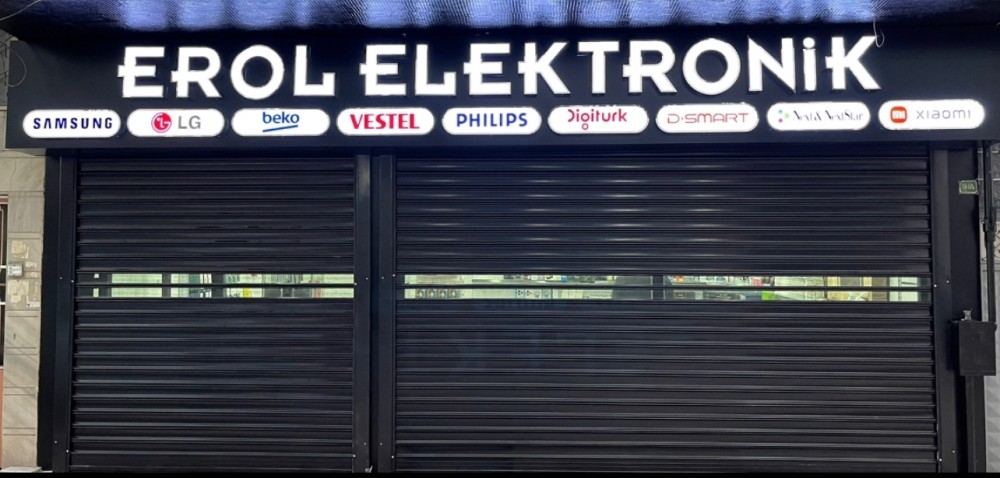 EROL ELEKTRONiK
SAMSUNG LG beko VESTEL PHILIPS Digiturk D-SMART Next&NextStar xiaomi